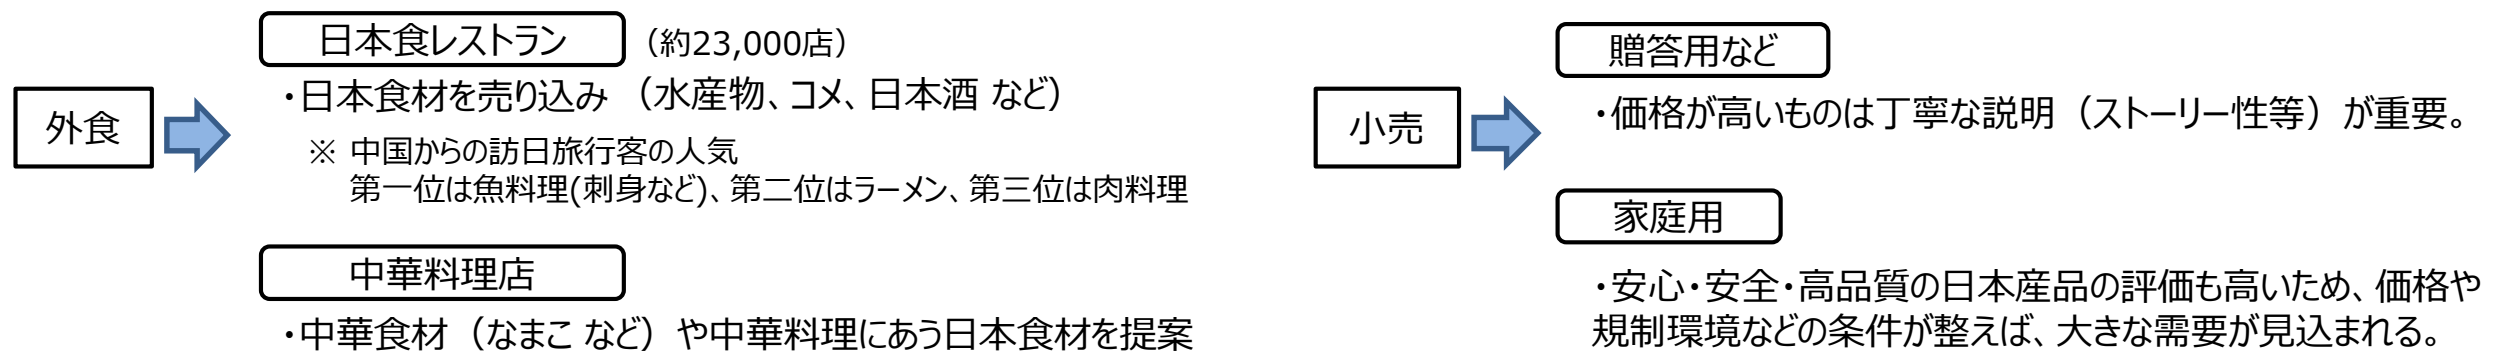 外食
日本食レストラン
（約23,000店）
・日本食材を売り込み （水産物、コメ、日本酒 など）
※ 中国からの訪日旅行客の人気
第一位は魚料理(刺身など)、第二位はラーメン、第三位は肉料理
中華料理店
・中華食材（なまこ など）や中華料理にあう日本食材を提案
小売
贈答用など
・価格が高いものは丁寧な説明（ストーリー性等）が重要。
家庭用
・安心・安全・高品質の日本産品の評価も高いため、価格や
規制環境などの条件が整えば、大きな需要が見込まれる。